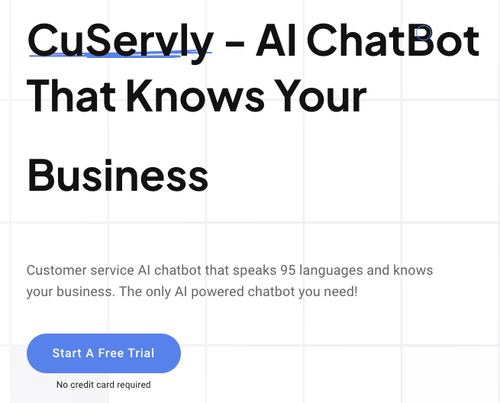 CuServly – AI ChatBot
That Knows Your
Business
Customer service AI chatbot that speaks 95 languages and knows
your business. The only AI powered chatbot you need!
Start A Free Trial
No credit card required